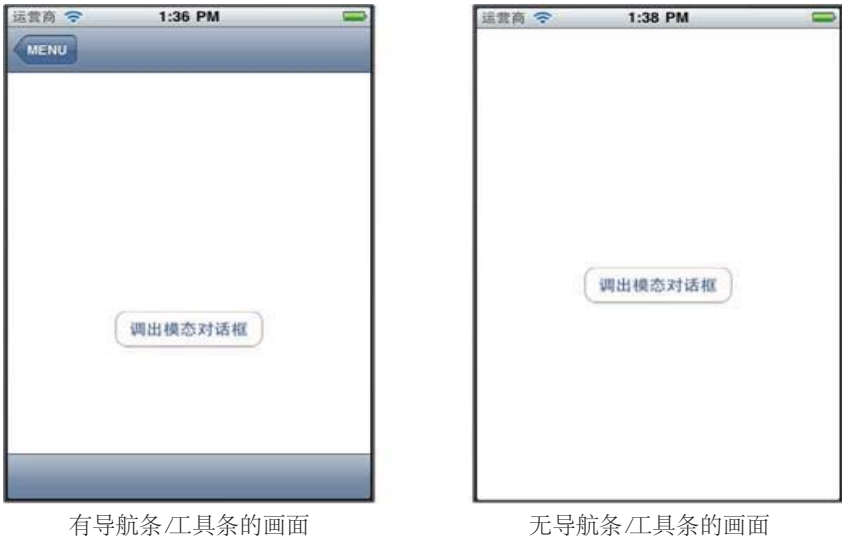 运营商 1:36 PM
MENU
调出模态对话框
有导航条/工具条的画面
运营商 1:38 PM
调出模态对话框
无导航条/工具条的画面